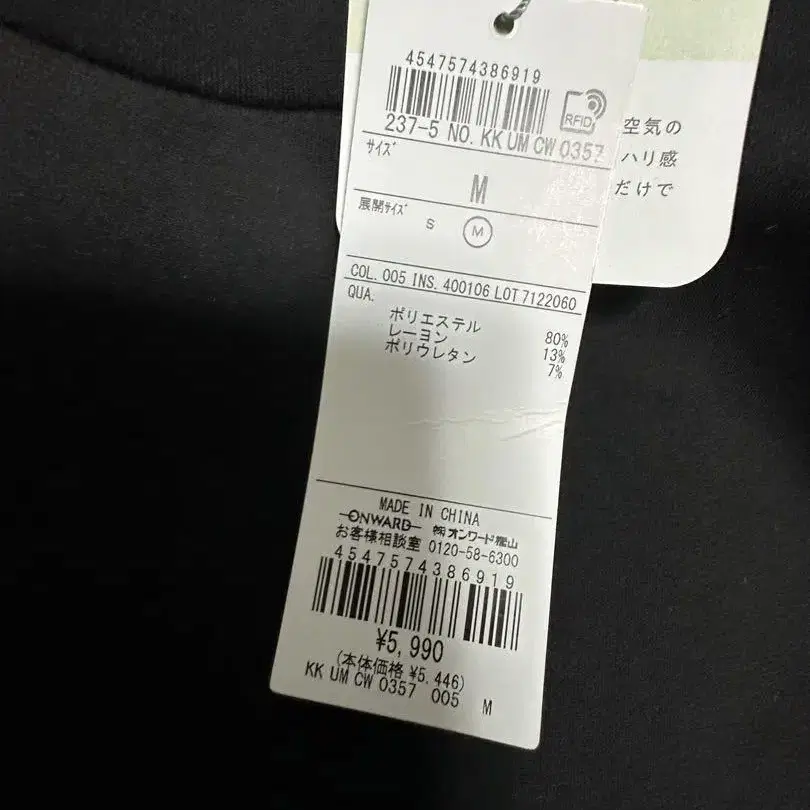 4547574386919
RFID
237-5 NO. KK UM CW 0357
サイズ
M
展開サイズ
S M
COL. 005 INS. 400106 LOT 7122060
QUA.
ポリエステル 80%
レーヨン 13%
ポリウレタン 7%
MADE IN CHINA
ONWARD ㈱オンワード樫山
お客様相談室 0120-58-6300
4547574386919
¥5,990
(本体価格 ¥5.446)
KK UM CW 0357 005 M
空気の
ハリ感
だけで